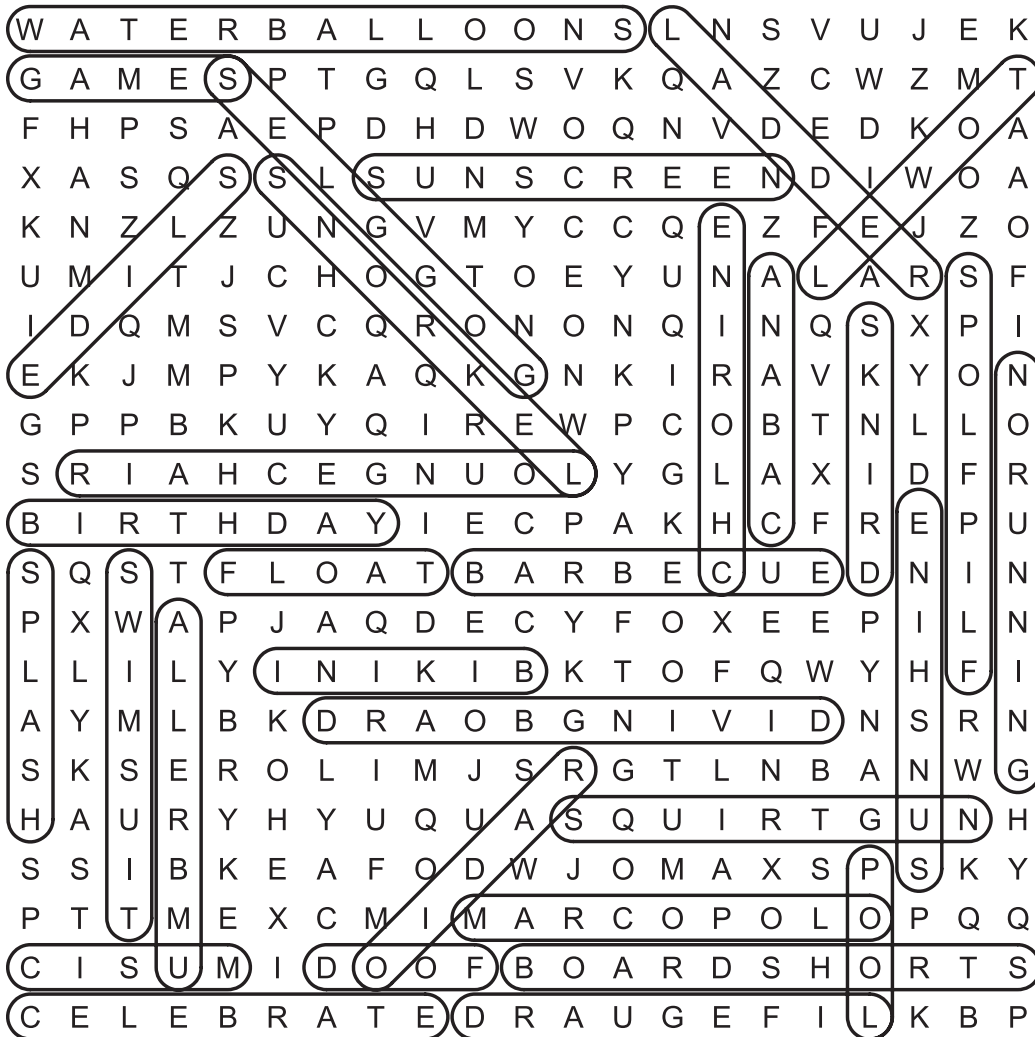 W A T E R B A L L O O N S L N S V U J E K
G A M E S P T G Q L S V K Q A Z C W Z M T
F H P S A E P D H D W O Q N V D E D K O A
X A S Q S S L S U N S C R E E N D I W O A
K N Z L Z U N G V M Y C C Q E Z F E J Z O
U M I T J C H O G T O E Y U N A L A R S F
I D Q M S V C Q R O N O N Q I N Q S X P I
E K J M P Y K A Q K G N K I R A V K Y O N
G P P B K U Y Q I R E W P C O B T N L L O
S R I A H C E G N U O L Y G L A X I D F R
B I R T H D A Y I E C P A K H C F R E P U
S Q S T F L O A T B A R B E C U E D N I N
P X W A P J A Q D E C Y F O X E E P I L N
L L I L Y I N I K I B K T O F Q W Y H F I
A Y M L B K D R A O B G N I V I D N S R N
S K S E R O L I M J S R G T L N B A N W G
H A U R Y H Y U Q U A S Q U I R T G U N H
S S I B K E A F O D W J O M A X S P S K Y
P T T M E X C M I M A R C O P O L O P Q Q
C I S U M I D O O F B O A R D S H O R T S
C E L E B R A T E D R A U G E F I L K B P